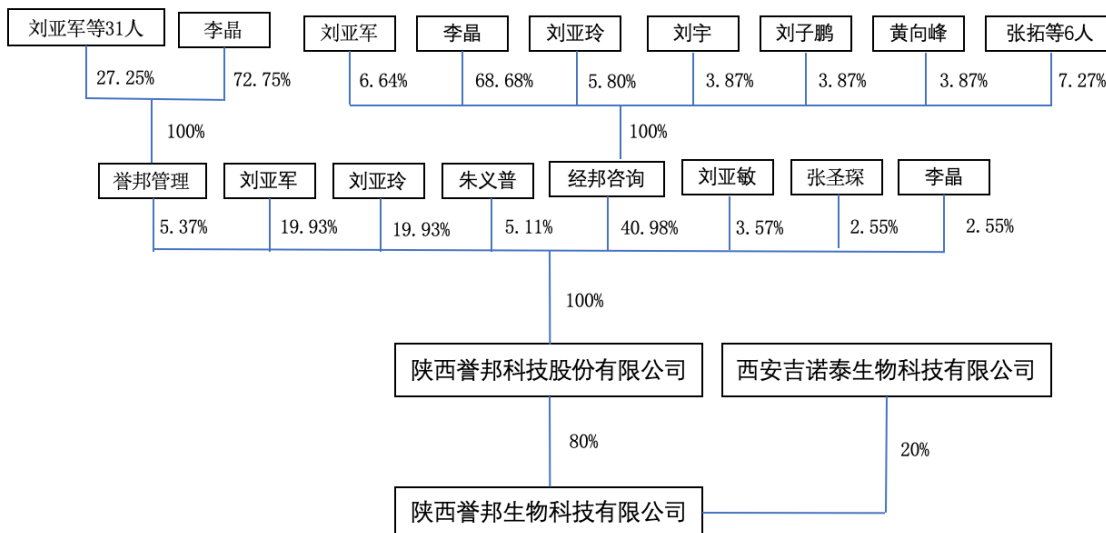 刘亚军等31人
李晶
刘亚军
李晶
刘亚玲
刘宇
刘子鹏
黄向峰
张拓等6人
27.25%
72.75%
6.64%
68.68%
5.80%
3.87%
3.87%
3.87%
7.27%
100%
100%
誉邦管理
刘亚军
刘亚玲
朱义普
经邦咨询
刘亚敏
张圣琛
李晶
5.37%
19.93%
19.93%
5.11%
40.98%
3.57%
2.55%
2.55%
100%
陕西誉邦科技股份有限公司
西安吉诺泰生物科技有限公司
80%
20%
陕西誉邦生物科技有限公司